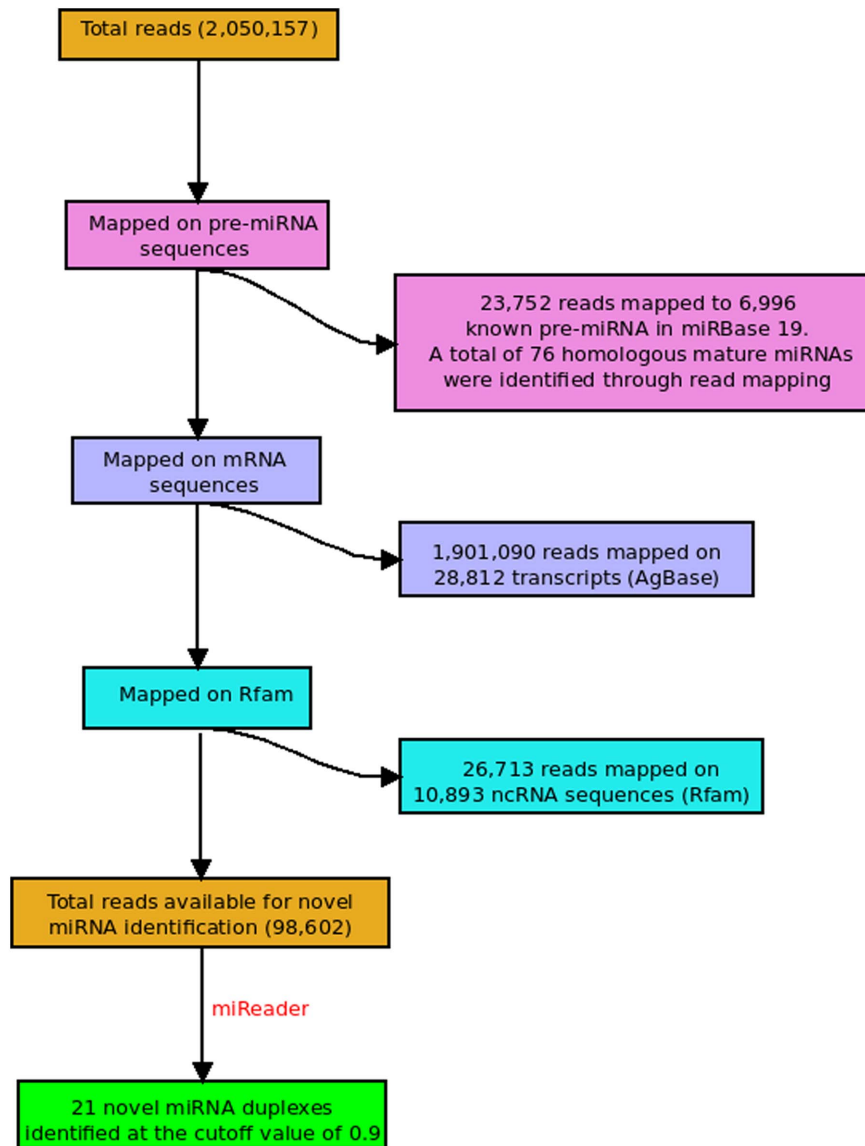 Total reads (2,050,157)
Mapped on pre-miRNA
sequences
23,752 reads mapped to 6,996
known pre-miRNA in miRBase 19.
A total of 76 homologous mature miRNAs
were identified through read mapping
Mapped on mRNA
sequences
1,901,090 reads mapped on
28,812 transcripts (AgBase)
Mapped on Rfam
26,713 reads mapped on
10,893 ncRNA sequences (Rfam)
Total reads available for novel
miRNA identification (98,602)
miReader
21 novel miRNA duplexes
identified at the cutoff value of 0.9